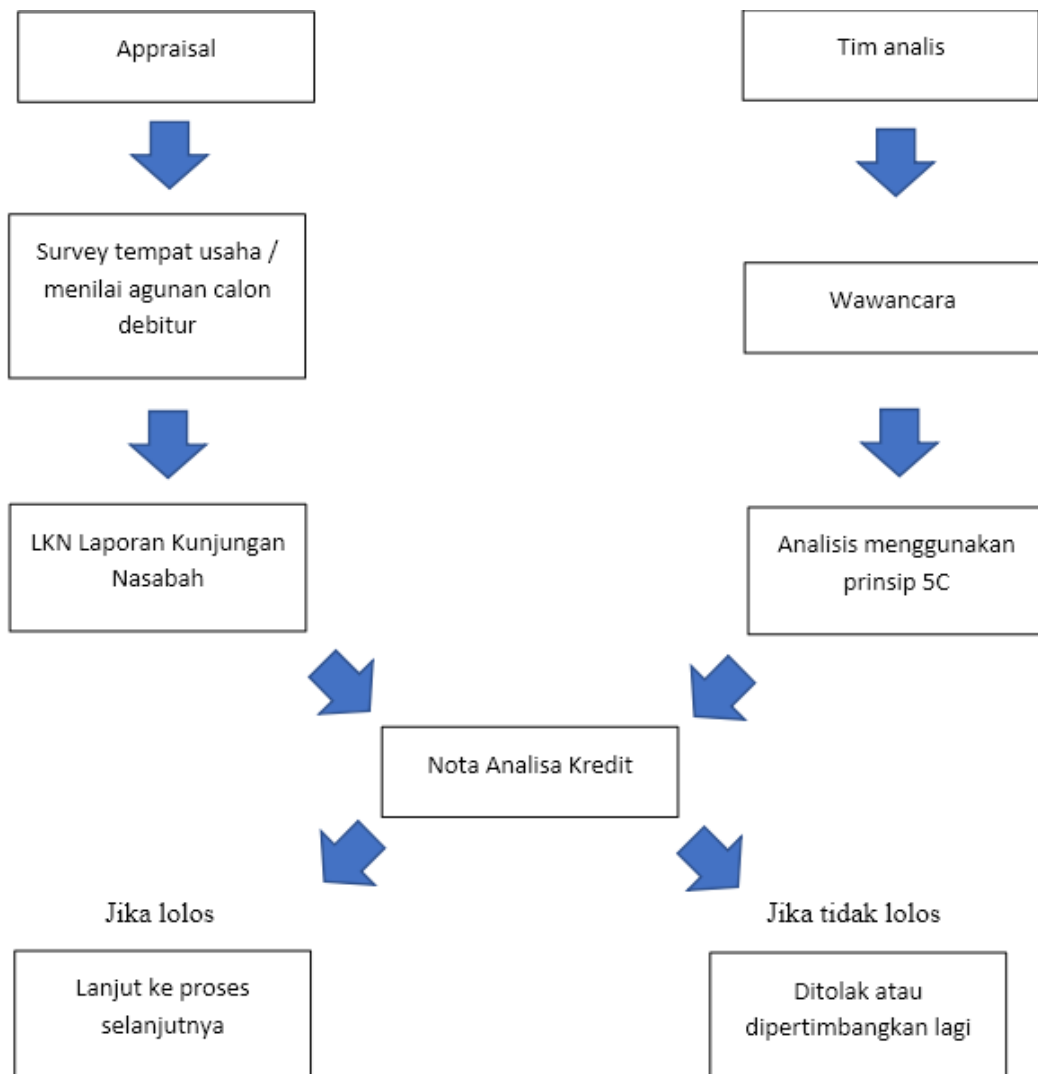 Appraisal
Tim analis
Survey tempat usaha /
menilai agunan calon
debitur
Wawancara
LKN Laporan Kunjungan
Nasabah
Analisis menggunakan
prinsip 5C
Nota Analisa Kredit
Jika lolos
Jika tidak lolos
Lanjut ke proses
selanjutnya
Ditolak atau
dipertimbangkan lagi